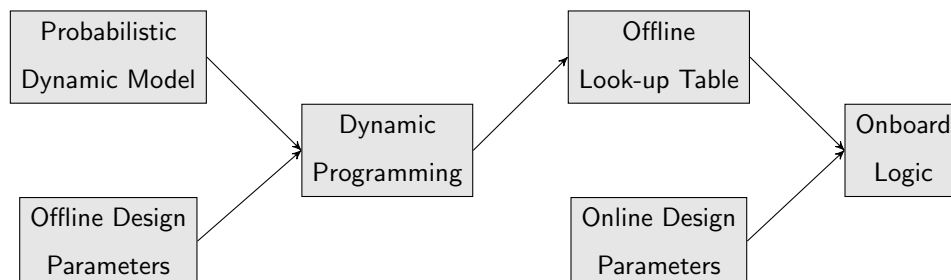 Probabilistic
Dynamic Model
Offline Design
Parameters
Dynamic
Programming
Offline
Look-up Table
Online Design
Parameters
Onboard
Logic